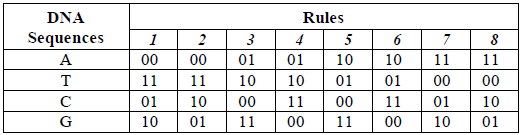 DNA Sequences Rules
1 2 3 4 5 6 7 8
A 00 00 01 01 10 10 11 11
T 11 11 10 10 01 01 00 00
C 01 10 00 11 00 11 01 10
G 10 01 11 00 11 00 10 01